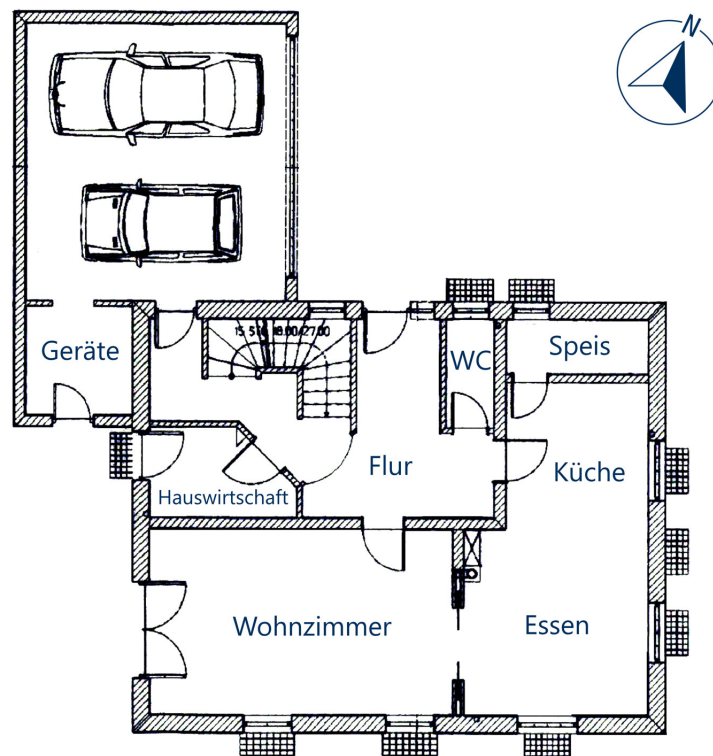 N
Geräte
WC
Speis
Flur
Küche
Hauswirtschaft
Wohnzimmer
Essen